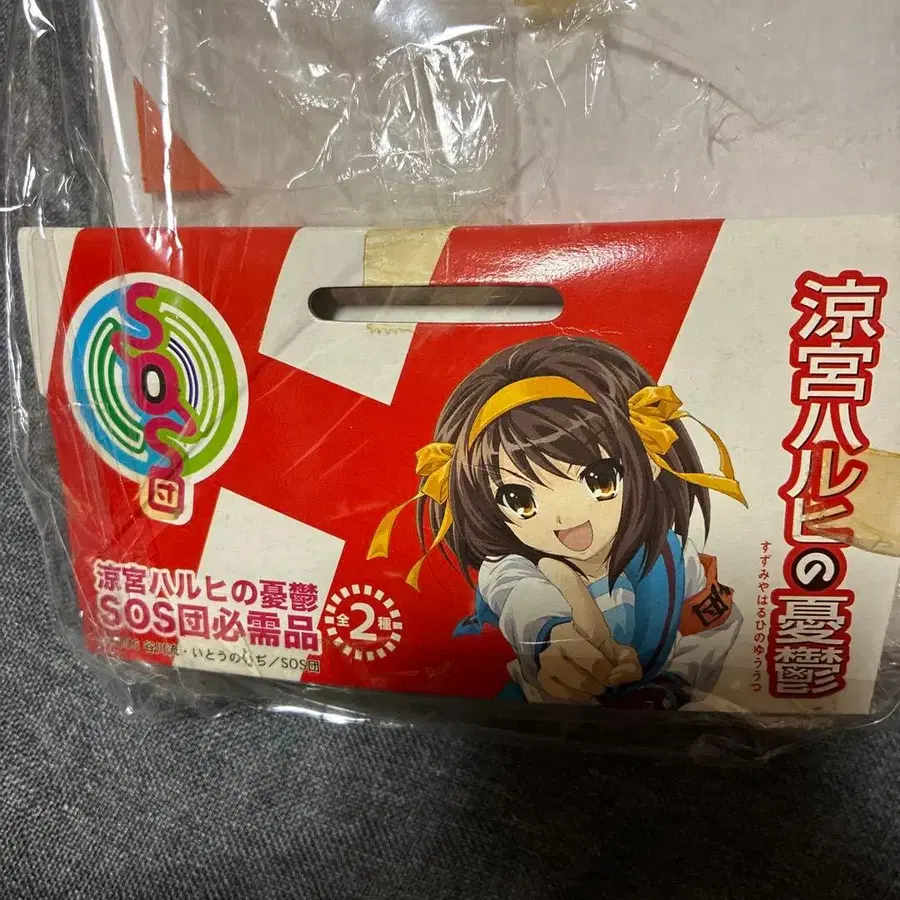 SOS団
涼宮ハルヒの憂鬱
SOS団必需品
全2種
谷川流・いとうのいぢ/SOS団
団
涼宮ハルヒの憂鬱
すずみやはるひのゆううつ